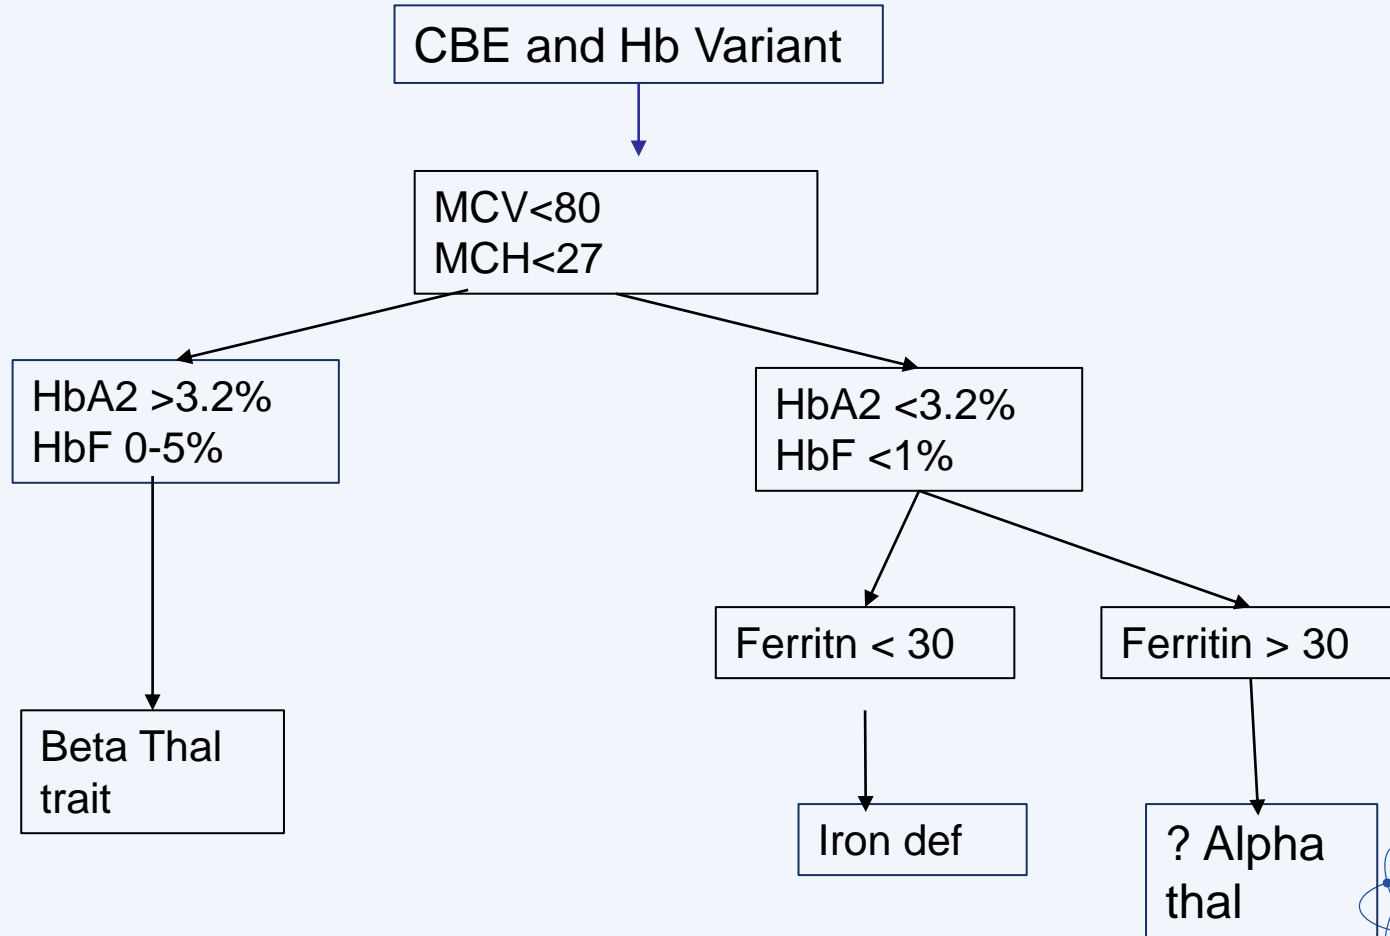 CBE and Hb Variant
MCV<80
MCH<27
HbA2 >3.2%
HbF 0-5%
HbA2 <3.2%
HbF <1%
Ferritn < 30
Ferritin > 30
Beta Thal
trait
Iron def
? Alpha
thal